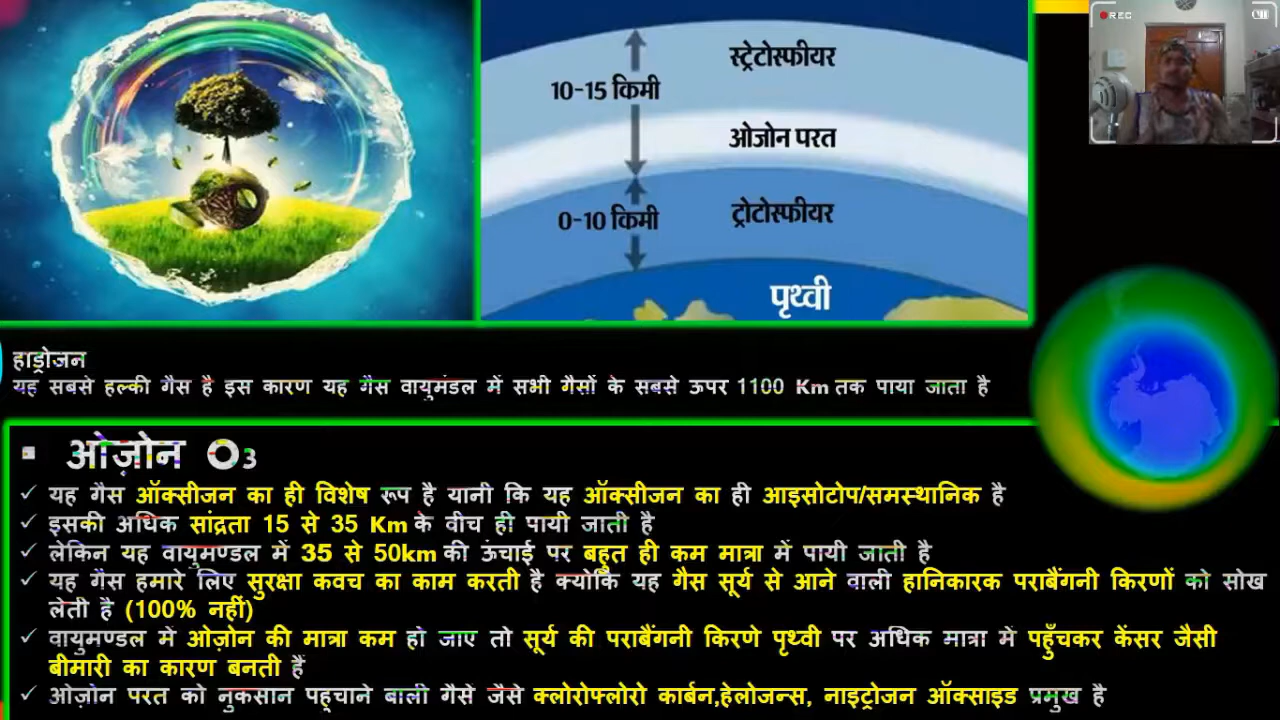 REC
स्ट्रेटोस्फीयर
10-15 किमी
ओजोन परत
0-10 किमी
ट्रोटोस्फीयर
पृथ्वी
हाड्रोजन
यह सबसे हल्की गैस है इस कारण यह गैस वायुमंडल में सभी गैसों के सबसे ऊपर 1100 Km तक पाया जाता है
ओज़ोन O₃
यह गैस ऑक्सीजन का ही विशेष रूप है यानी कि यह ऑक्सीजन का ही आइसोटोप/समस्थानिक है
इसकी अधिक सांद्रता 15 से 35 Km के वीच ही पायी जाती है
लेकिन यह वायुमण्डल में 35 से 50km की ऊंचाई पर बहुत ही कम मात्रा में पायी जाती है
यह गैस हमारे लिए सुरक्षा कवच का काम करती है क्योकि यह गैस सूर्य से आने वाली हानिकारक पराबैंगनी किरणों को सोख
लेती है (100% नहीं)
वायुमण्डल में ओज़ोन की मात्रा कम हो जाए तो सूर्य की पराबैंगनी किरणे पृथ्वी पर अधिक मात्रा में पहुँचकर केंसर जैसी
बीमारी का कारण बनती हैं
ओज़ोन परत को नुकसान पहुचाने बाली गैसें जैसे क्लोरोफ्लोरो कार्बन,हेलोजन्स, नाइट्रोजन ऑक्साइड प्रमुख है